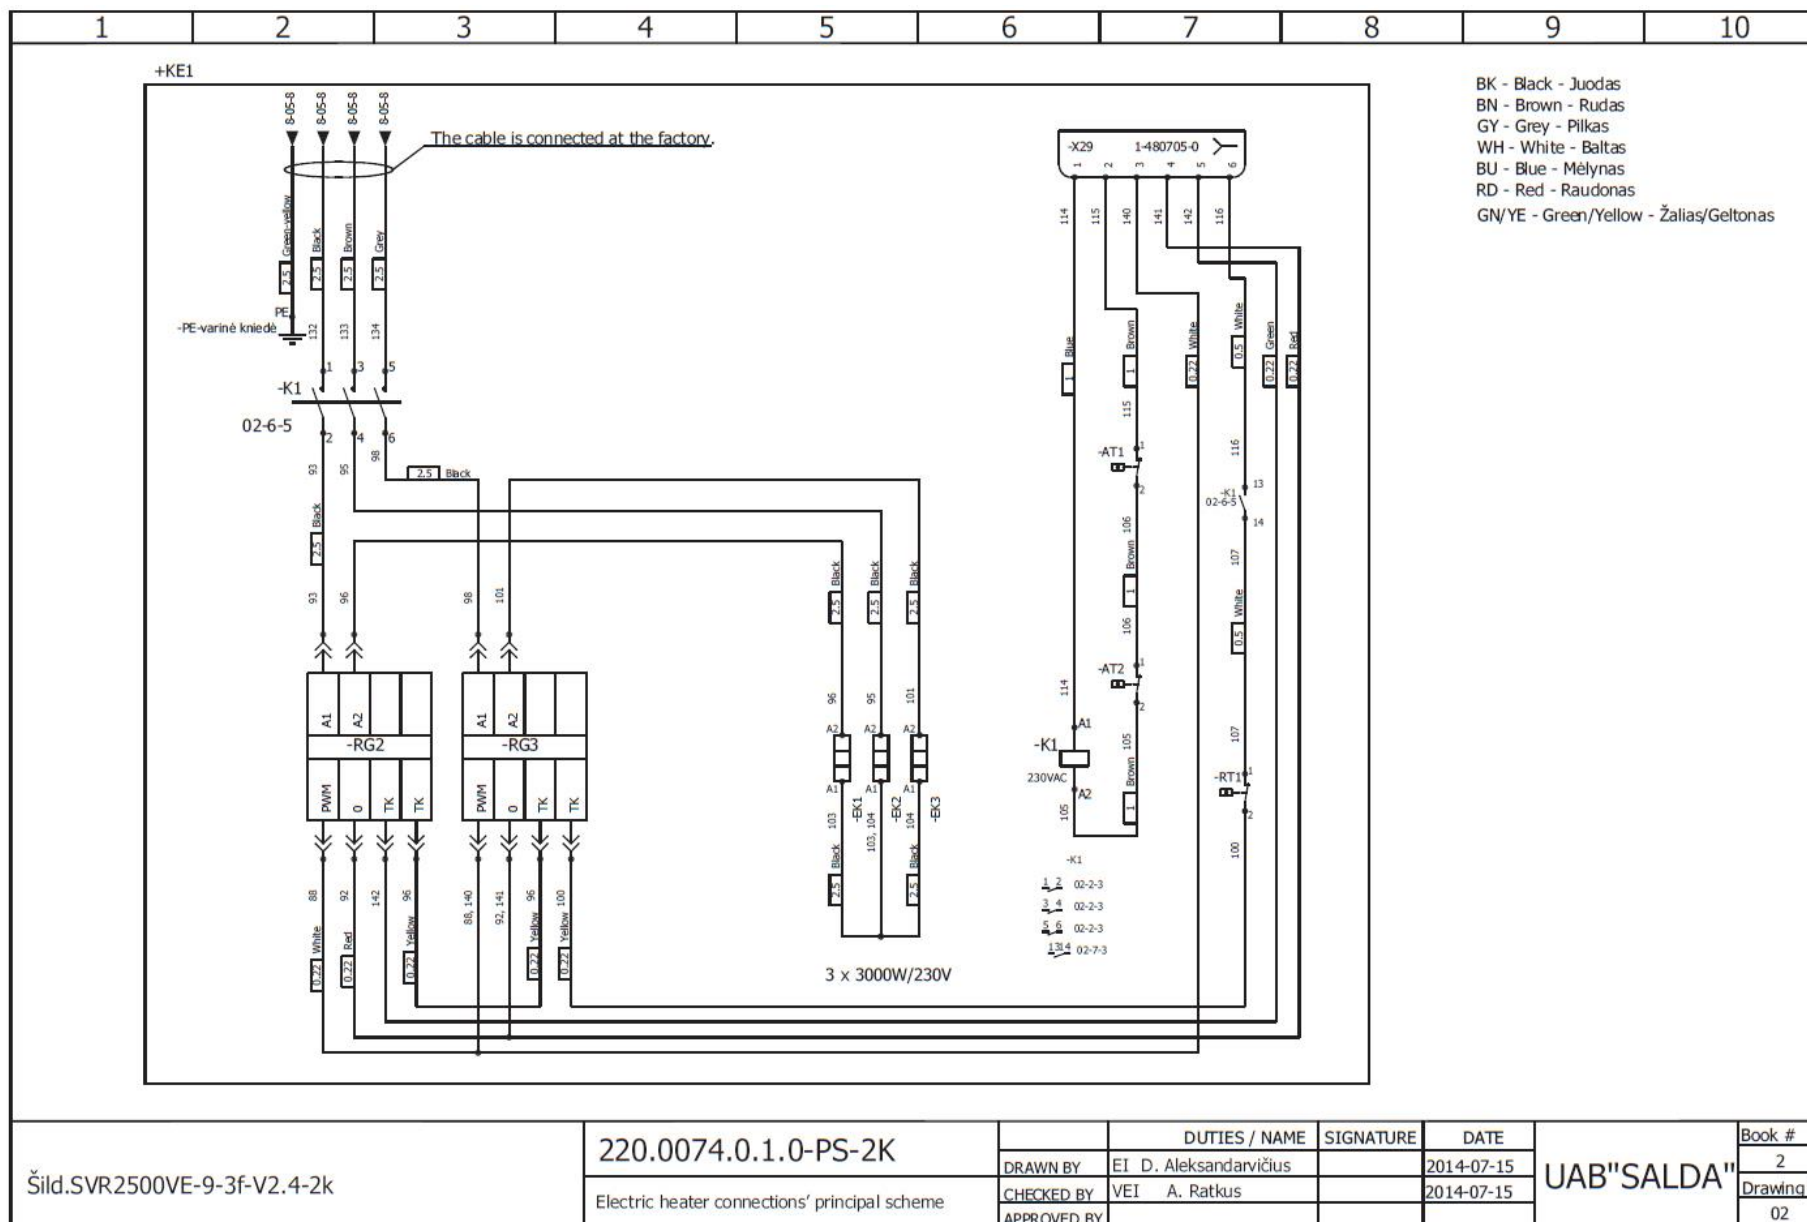 1 2 3 4 5 6 7 8 9 10
+KE1
8-05-8 8-05-8 8-05-8 8-05-8
The cable is connected at the factory.
BK - Black - Juodas
BN - Brown - Rudas
GY - Grey - Pilkas
WH - White - Baltas
BU - Blue - Mėlynas
RD - Red - Raudonas
GN/YE - Green/Yellow - Žalias/Geltonas
-X29 1-480705-0
1 2 3 4 5 6
114 115 140 141 142 116
2.5 Green-yellow 2.5 Black 2.5 Brown 2.5 Grey
PE
-PE-varinė kniedė
132 133 134
1 3 5
-K1
02-6-5
2 4 6
93 95 98
2.5 Black
2.5 Black
1 Blue
1 Brown
0.22 White
0.5 White
0.22 Green
0.22 Red
115
-AT1
1
2
116
-K1
02-6-5
13
14
106
1 Brown
106
107
0.5 White
93 96 98 101
2.5 Black 2.5 Black 2.5 Black
-AT2
1
2
96 95 101
114
105
107
A1 A2
-RG2
PWM 0 TK TK
A1 A2
-RG3
PWM 0 TK TK
A2 A2 A2
A1 A1 A1
-EK1 -EK2 -EK3
103 103, 104 104
2.5 Black 2.5 Black
-K1
230VAC
A1
A2
105
1 Brown
-RT1
1
2
100
88 92 142 96 88, 140 92, 141 96 100
0.22 White 0.22 Red 0.22 Yellow 0.22 Yellow 0.22 Yellow
3 x 3000W/230V
-K1
1 2 02-2-3
3 4 02-2-3
5 6 02-2-3
1314 02-7-3
Šild.SVR2500VE-9-3f-V2.4-2k
220.0074.0.1.0-PS-2K
Electric heater connections' principal scheme
DUTIES / NAME SIGNATURE DATE
DRAWN BY EI D. Aleksandarvičius 2014-07-15
CHECKED BY VEI A. Ratkus 2014-07-15
APPROVED BY
UAB"SALDA"
Book #
2
Drawing
02